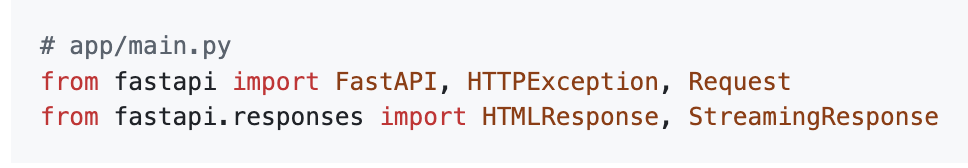 # app/main.py
from fastapi import FastAPI, HTTPException, Request
from fastapi.responses import HTMLResponse, StreamingResponse